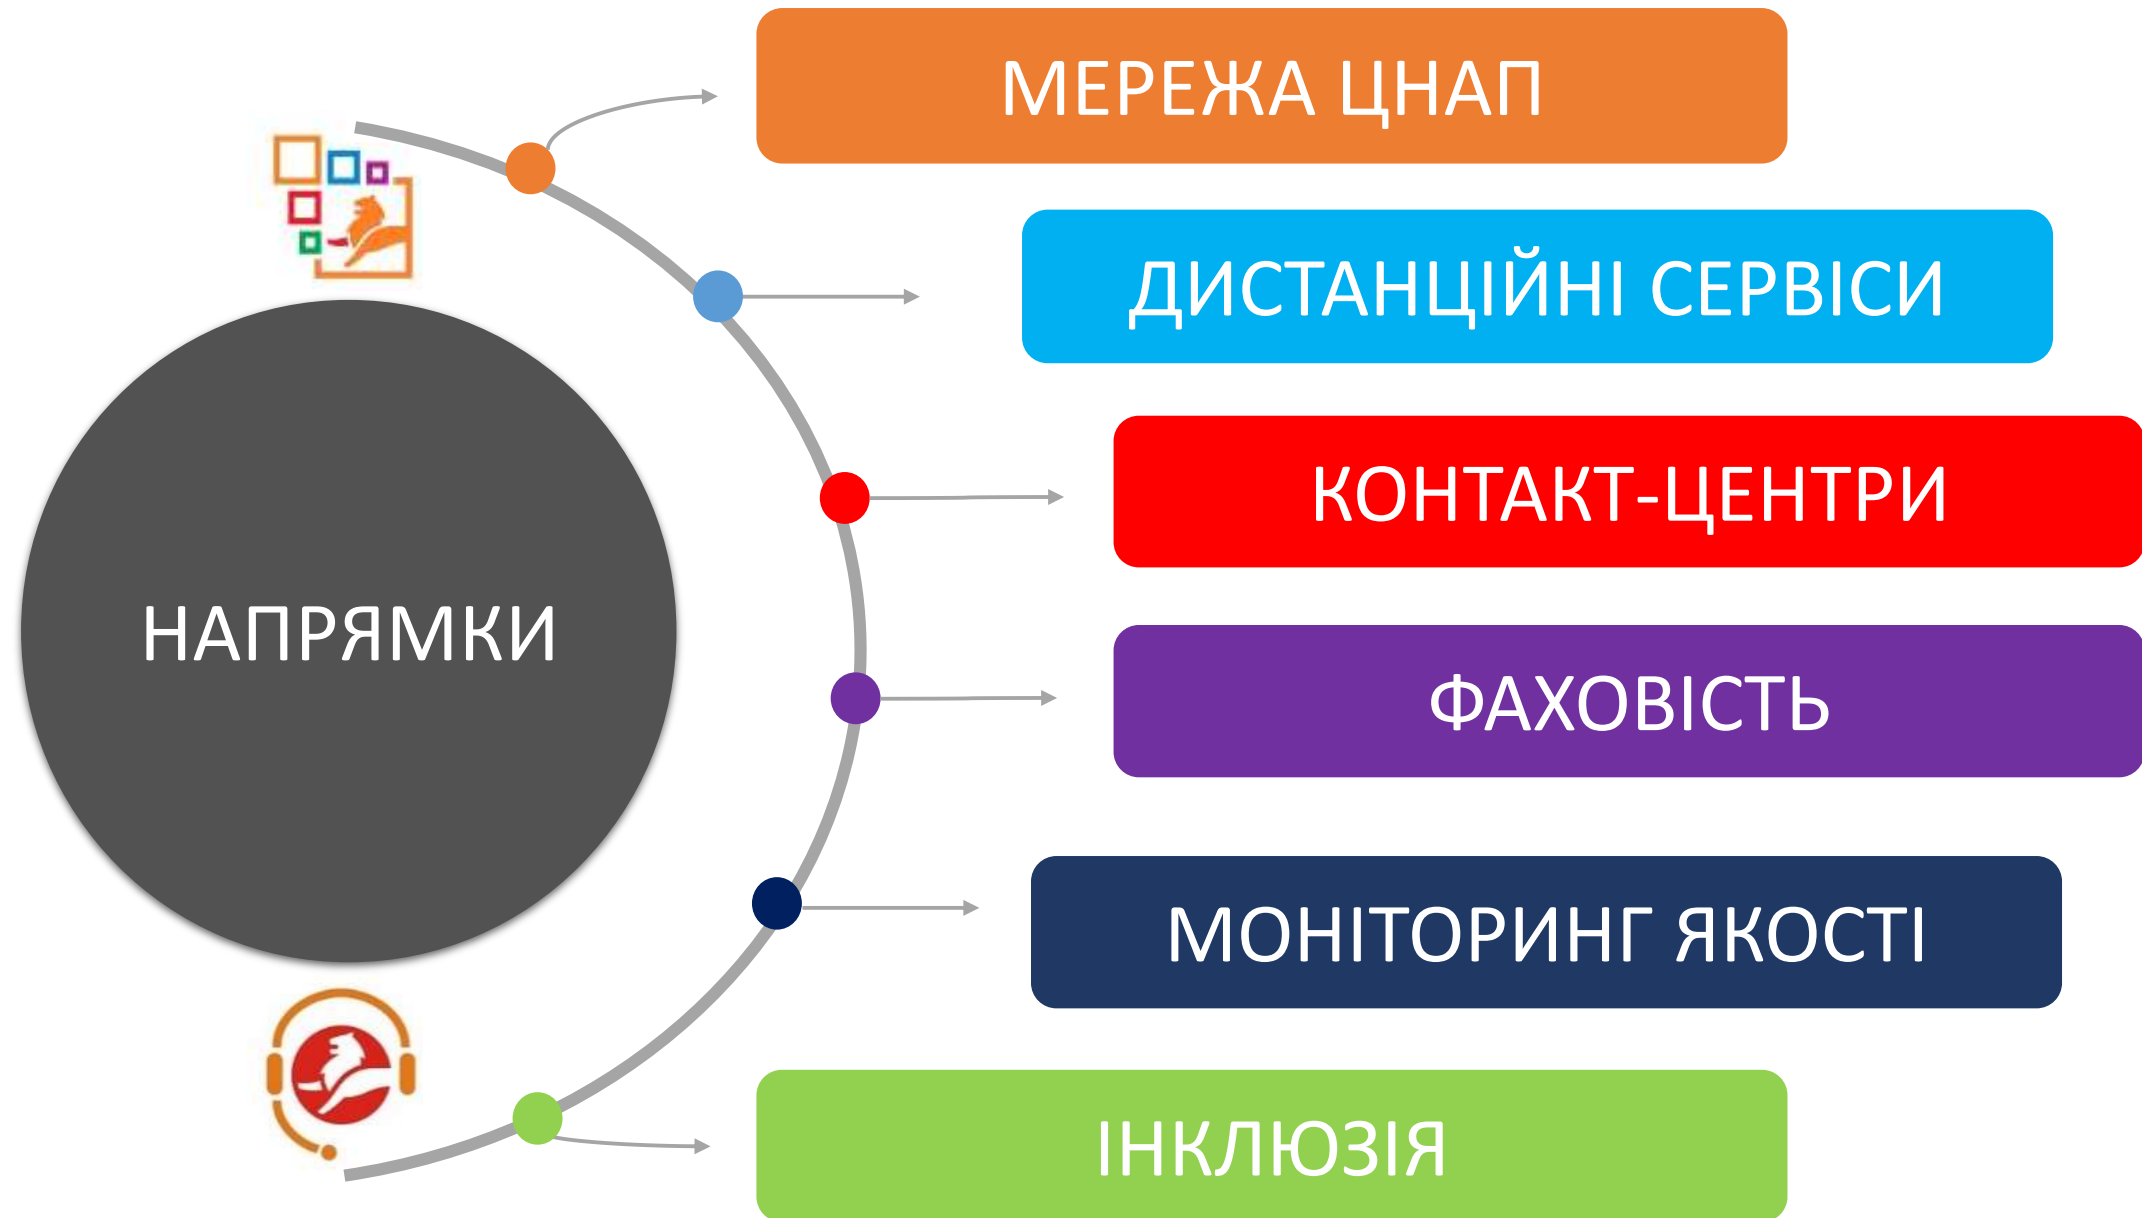 МЕРЕЖА ЦНАП
ДИСТАНЦІЙНІ СЕРВІСИ
КОНТАКТ-ЦЕНТРИ
НАПРЯМКИ
ФАХОВІСТЬ
МОНІТОРИНГ ЯКОСТІ
ІНКЛЮЗІЯ